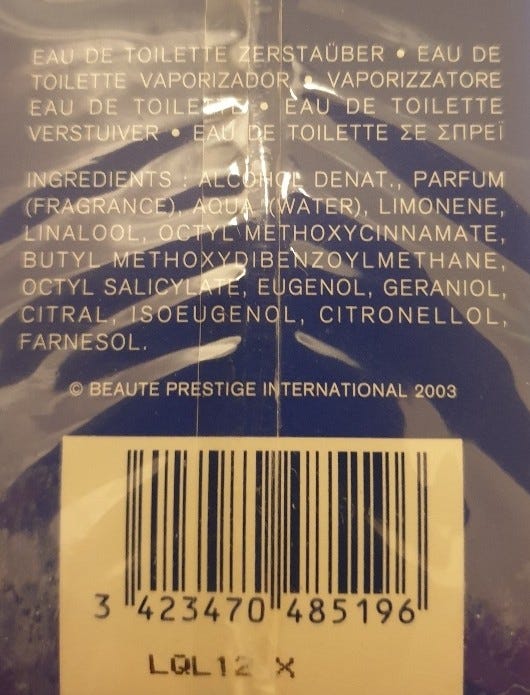 EAU DE TOILETTE ZERSTAÜBER • EAU DE
TOILETTE VAPORIZADOR • VAPORIZZATORE
EAU DE TOILETTE • EAU DE TOILETTE
VERSTUIVER • EAU DE TOILETTE ΣΕ ΣΠΡΕΪ
INGREDIENTS : ALCOHOL DENAT., PARFUM
(FRAGRANCE), AQUA (WATER), LIMONENE,
LINALOOL, OCTYL METHOXYCINNAMATE,
BUTYL METHOXYDIBENZOYLMETHANE,
OCTYL SALICYLATE, EUGENOL, GERANIOL,
CITRAL, ISOEUGENOL, CITRONELLOL,
FARNESOL.
© BEAUTE PRESTIGE INTERNATIONAL 2003
3 423470 485196